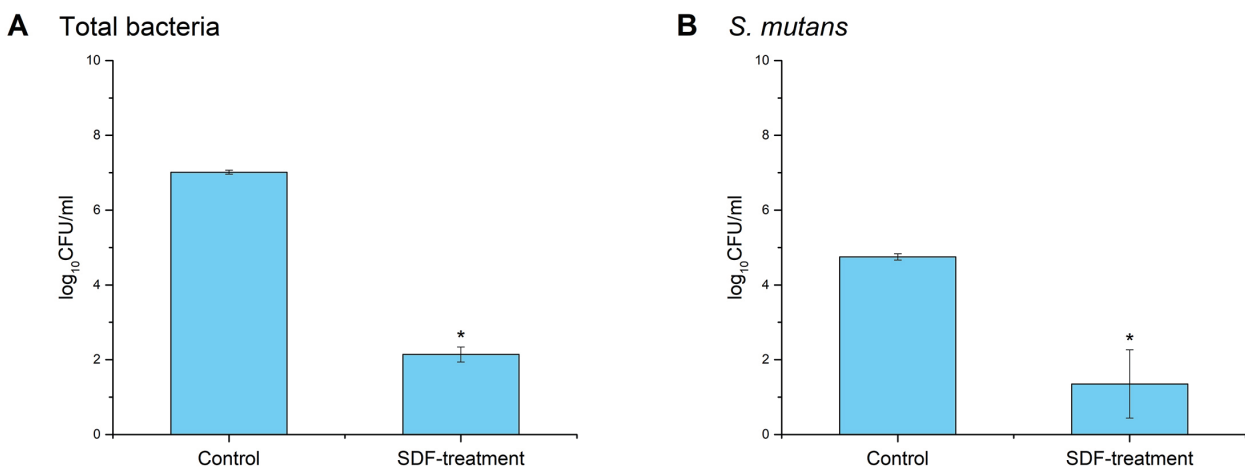 A Total bacteria
10
8
6
4
2
0
log₁₀CFU/ml
*
Control SDF-treatment
B S. mutans
10
8
6
4
2
0
log₁₀CFU/ml
*
Control SDF-treatment